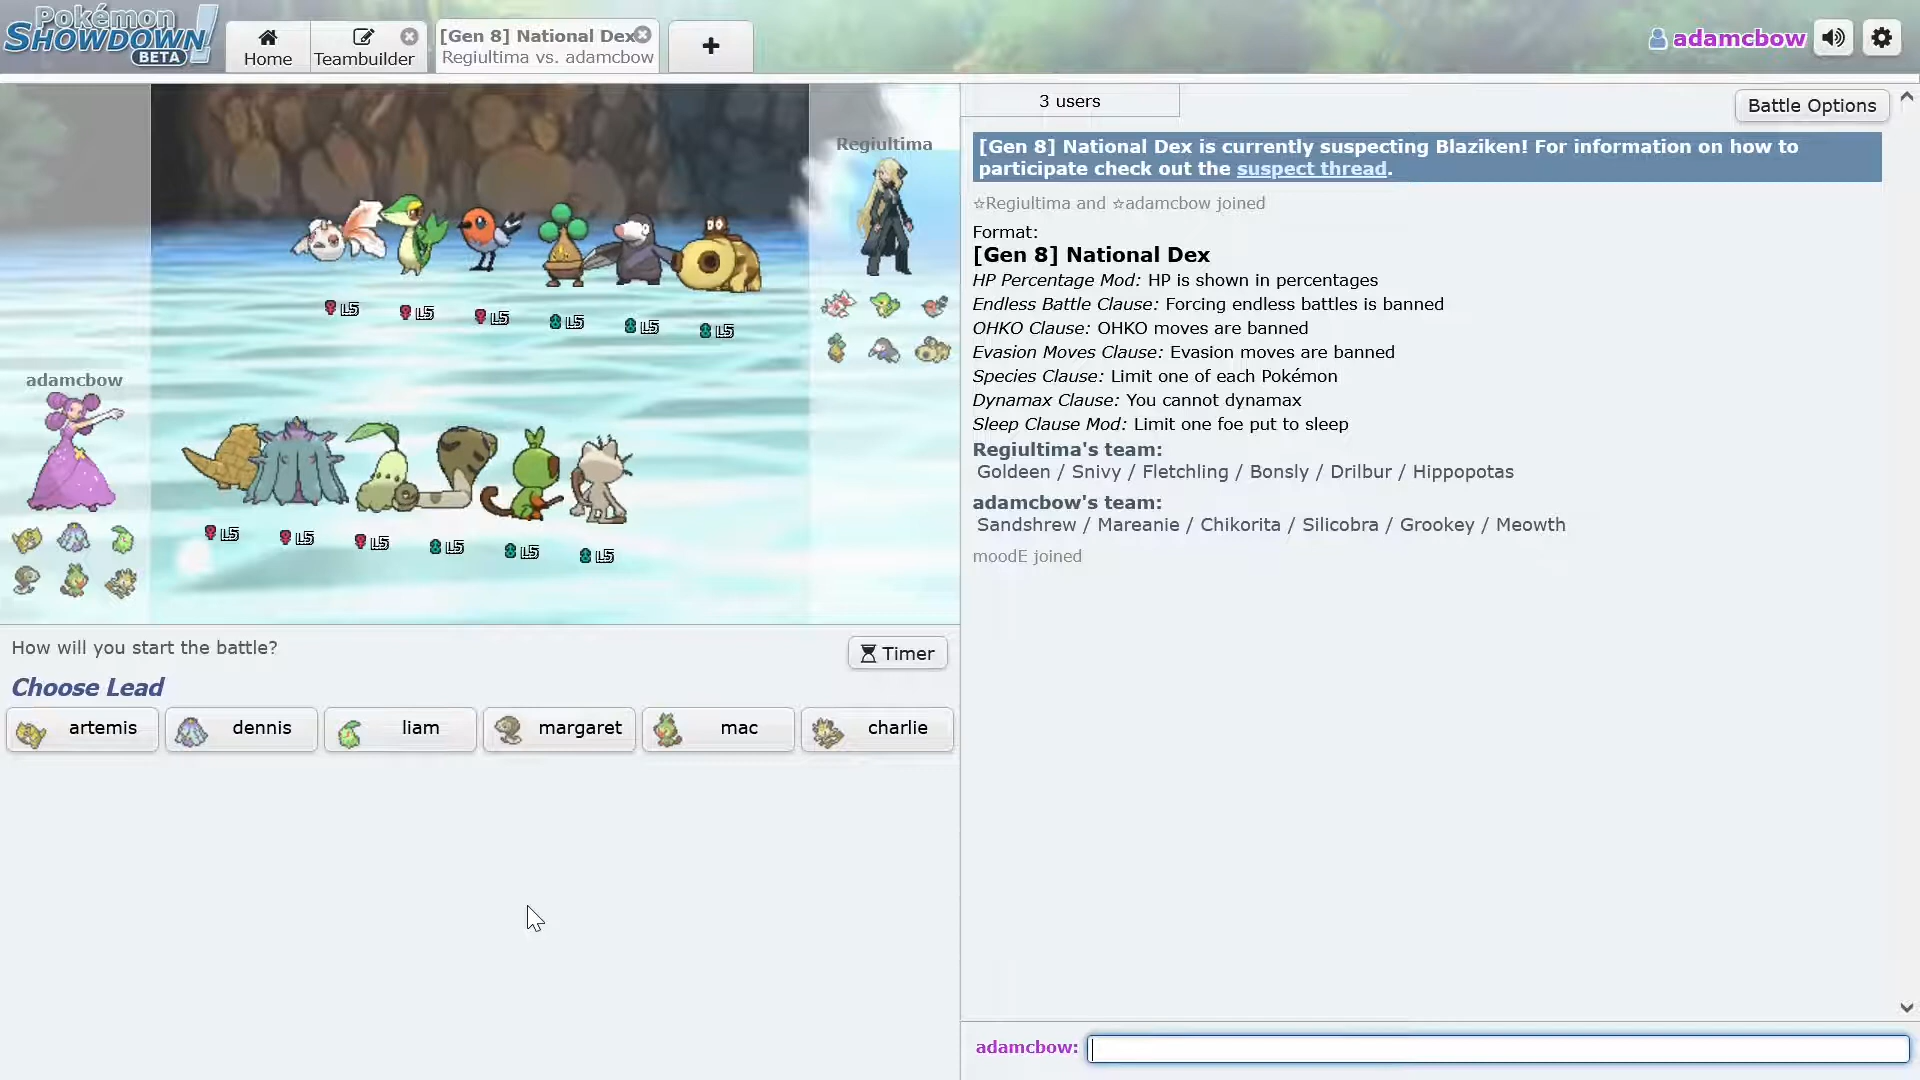 Pokémon
SHOWDOWN!
BETA
Home
Teambuilder
[Gen 8] National Dex
Regiultima vs. adamcbow
+
adamcbow
3 users
Battle Options
[Gen 8] National Dex is currently suspecting Blaziken! For information on how to
participate check out the suspect thread.
☆Regiultima and ☆adamcbow joined
Format:
[Gen 8] National Dex
HP Percentage Mod: HP is shown in percentages
Endless Battle Clause: Forcing endless battles is banned
OHKO Clause: OHKO moves are banned
Evasion Moves Clause: Evasion moves are banned
Species Clause: Limit one of each Pokémon
Dynamax Clause: You cannot dynamax
Sleep Clause Mod: Limit one foe put to sleep
Regiultima's team:
Goldeen / Snivy / Fletchling / Bonsly / Drilbur / Hippopotas
adamcbow's team:
Sandshrew / Mareanie / Chikorita / Silicobra / Grookey / Meowth
moodE joined
Regiultima
L5 L5 L5 L5 L5 L5
adamcbow
L5 L5 L5 L5 L5 L5
How will you start the battle?
Timer
Choose Lead
artemis dennis liam margaret mac charlie
adamcbow: